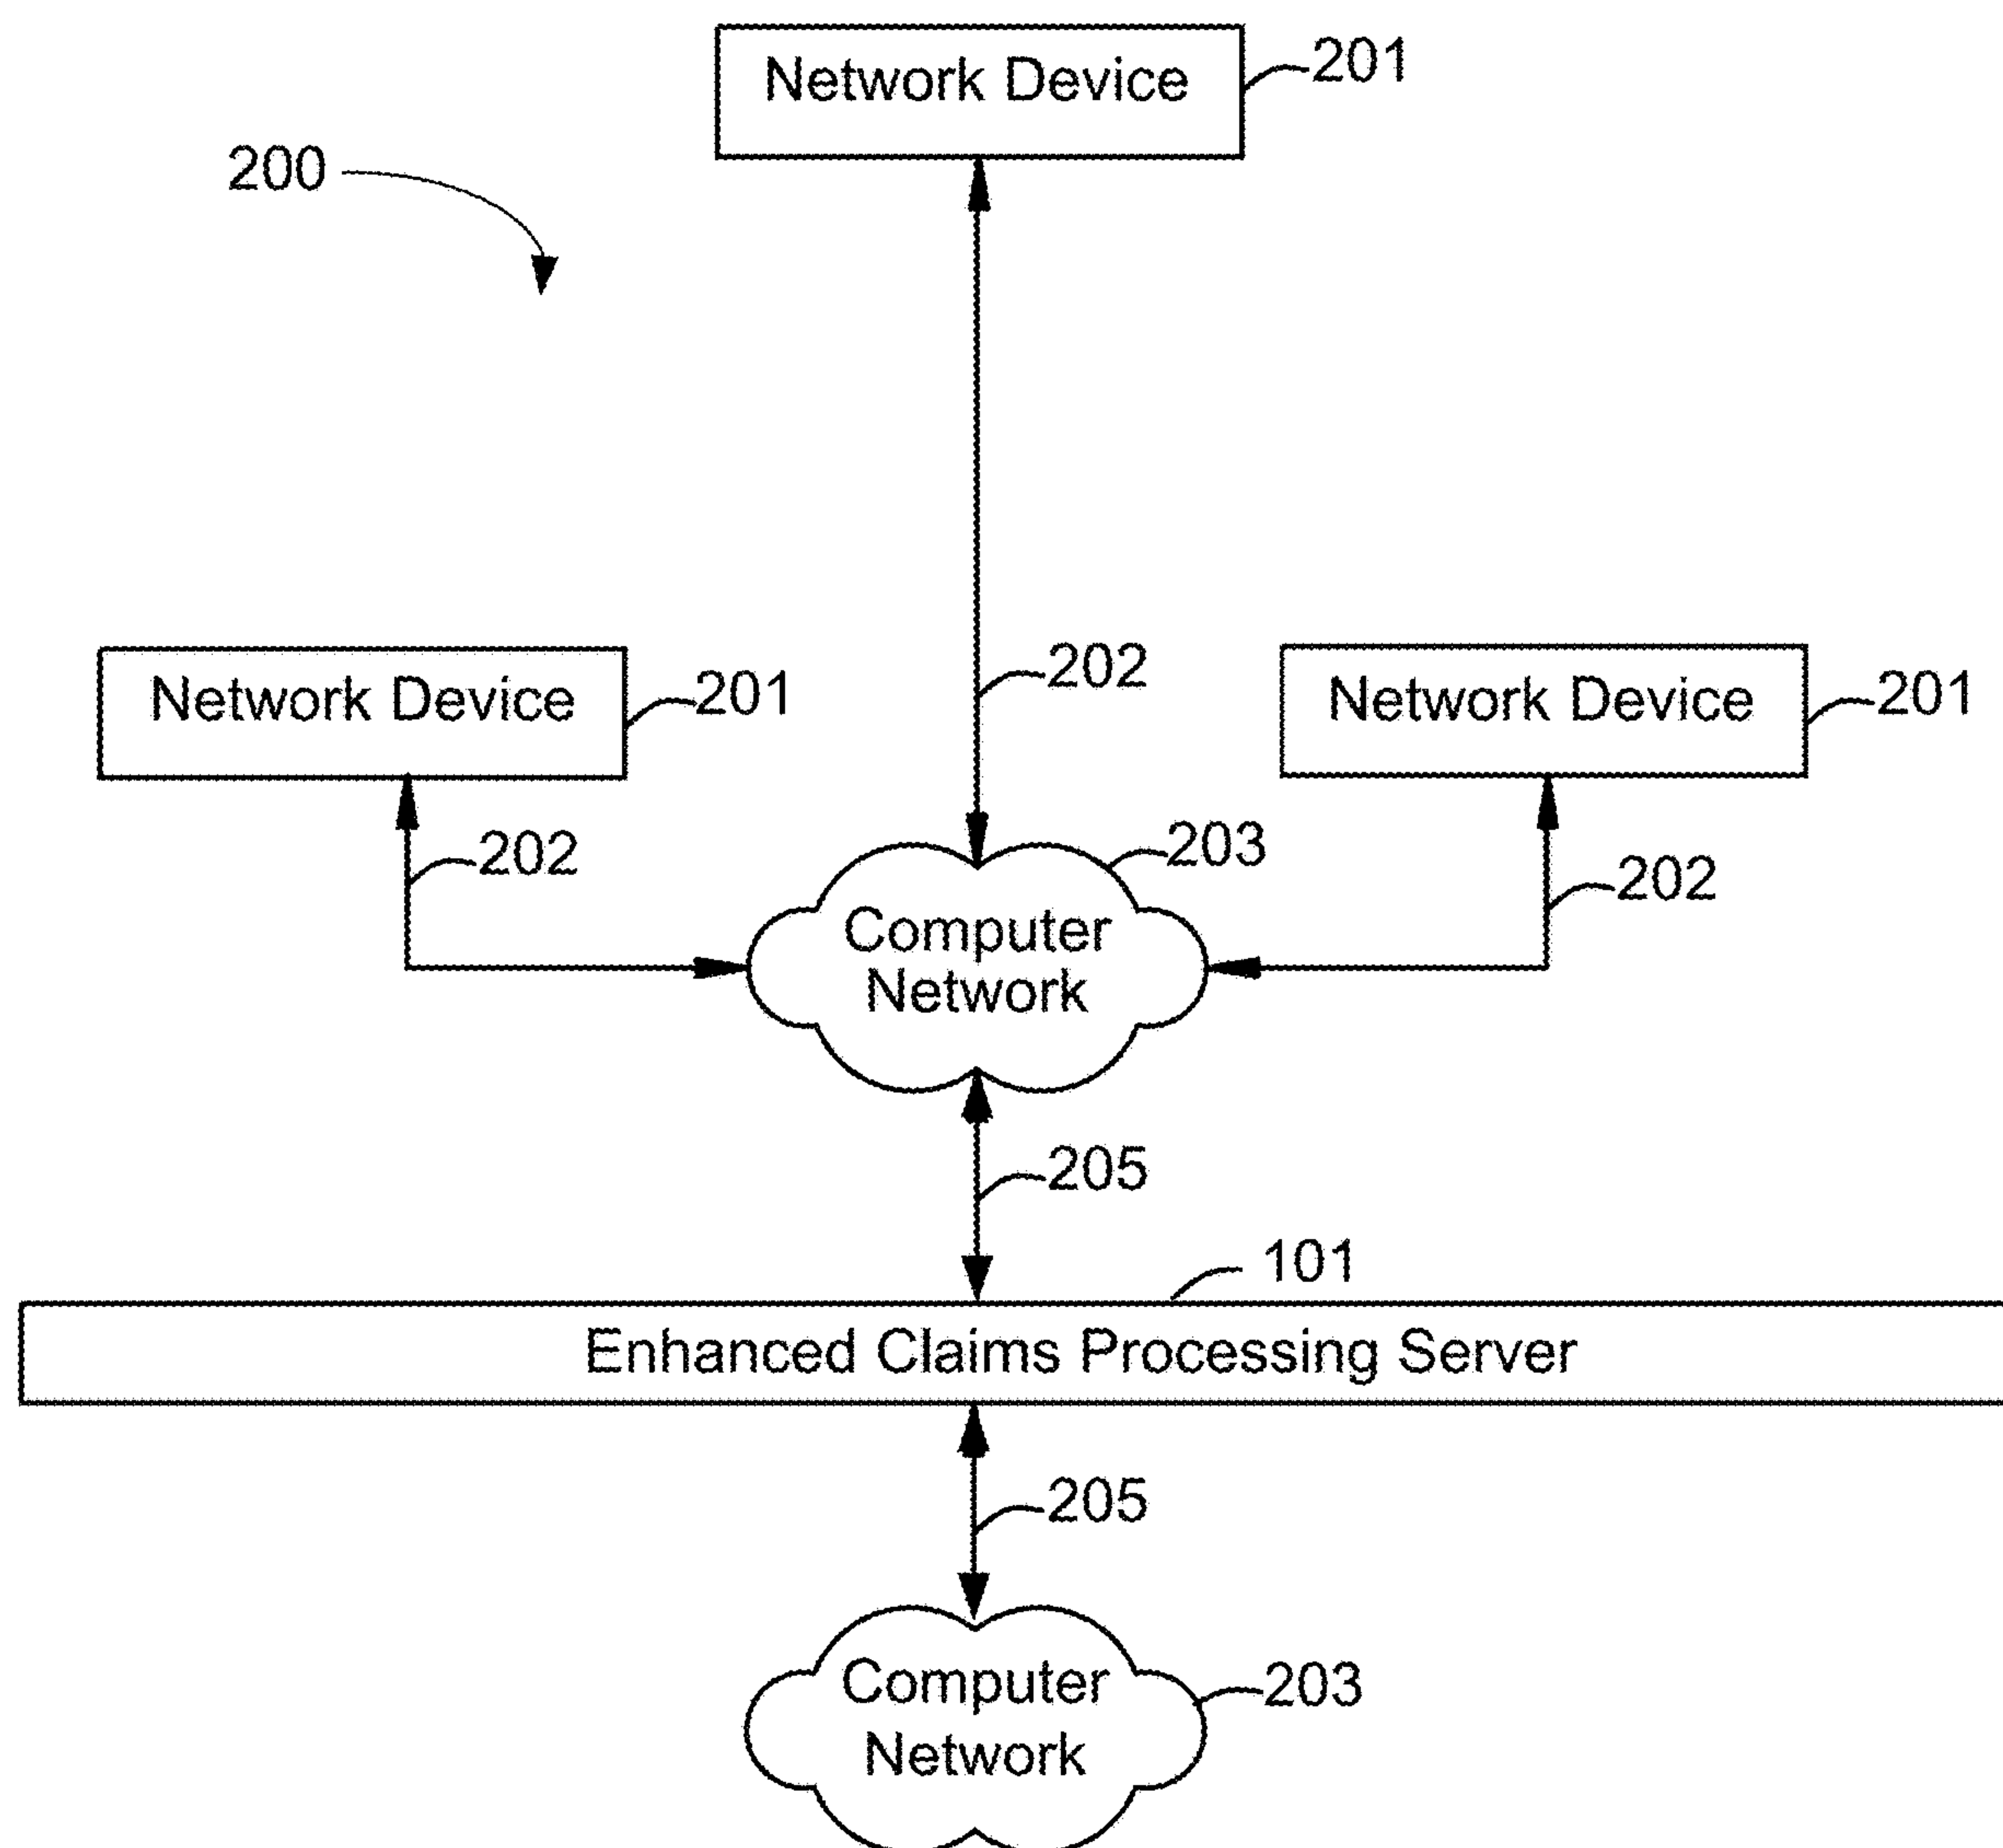 Network Device
201
200
202
Network Device
201
Network Device
201
202
203
202
Computer
Network
205
101
Enhanced Claims Processing Server
205
Computer
Network
203